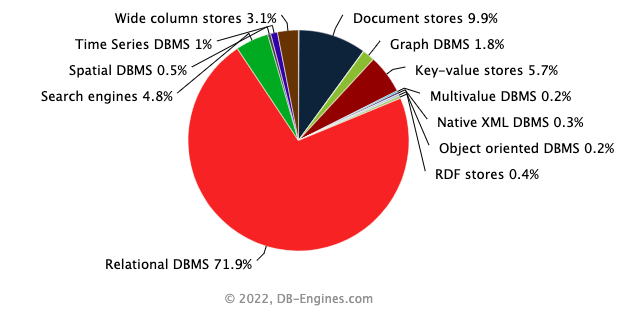 Wide column stores 3.1%
Document stores 9.9%
Time Series DBMS 1%
Graph DBMS 1.8%
Spatial DBMS 0.5%
Key-value stores 5.7%
Search engines 4.8%
Multivalue DBMS 0.2%
Native XML DBMS 0.3%
Object oriented DBMS 0.2%
RDF stores 0.4%
Relational DBMS 71.9%
© 2022, DB-Engines.com